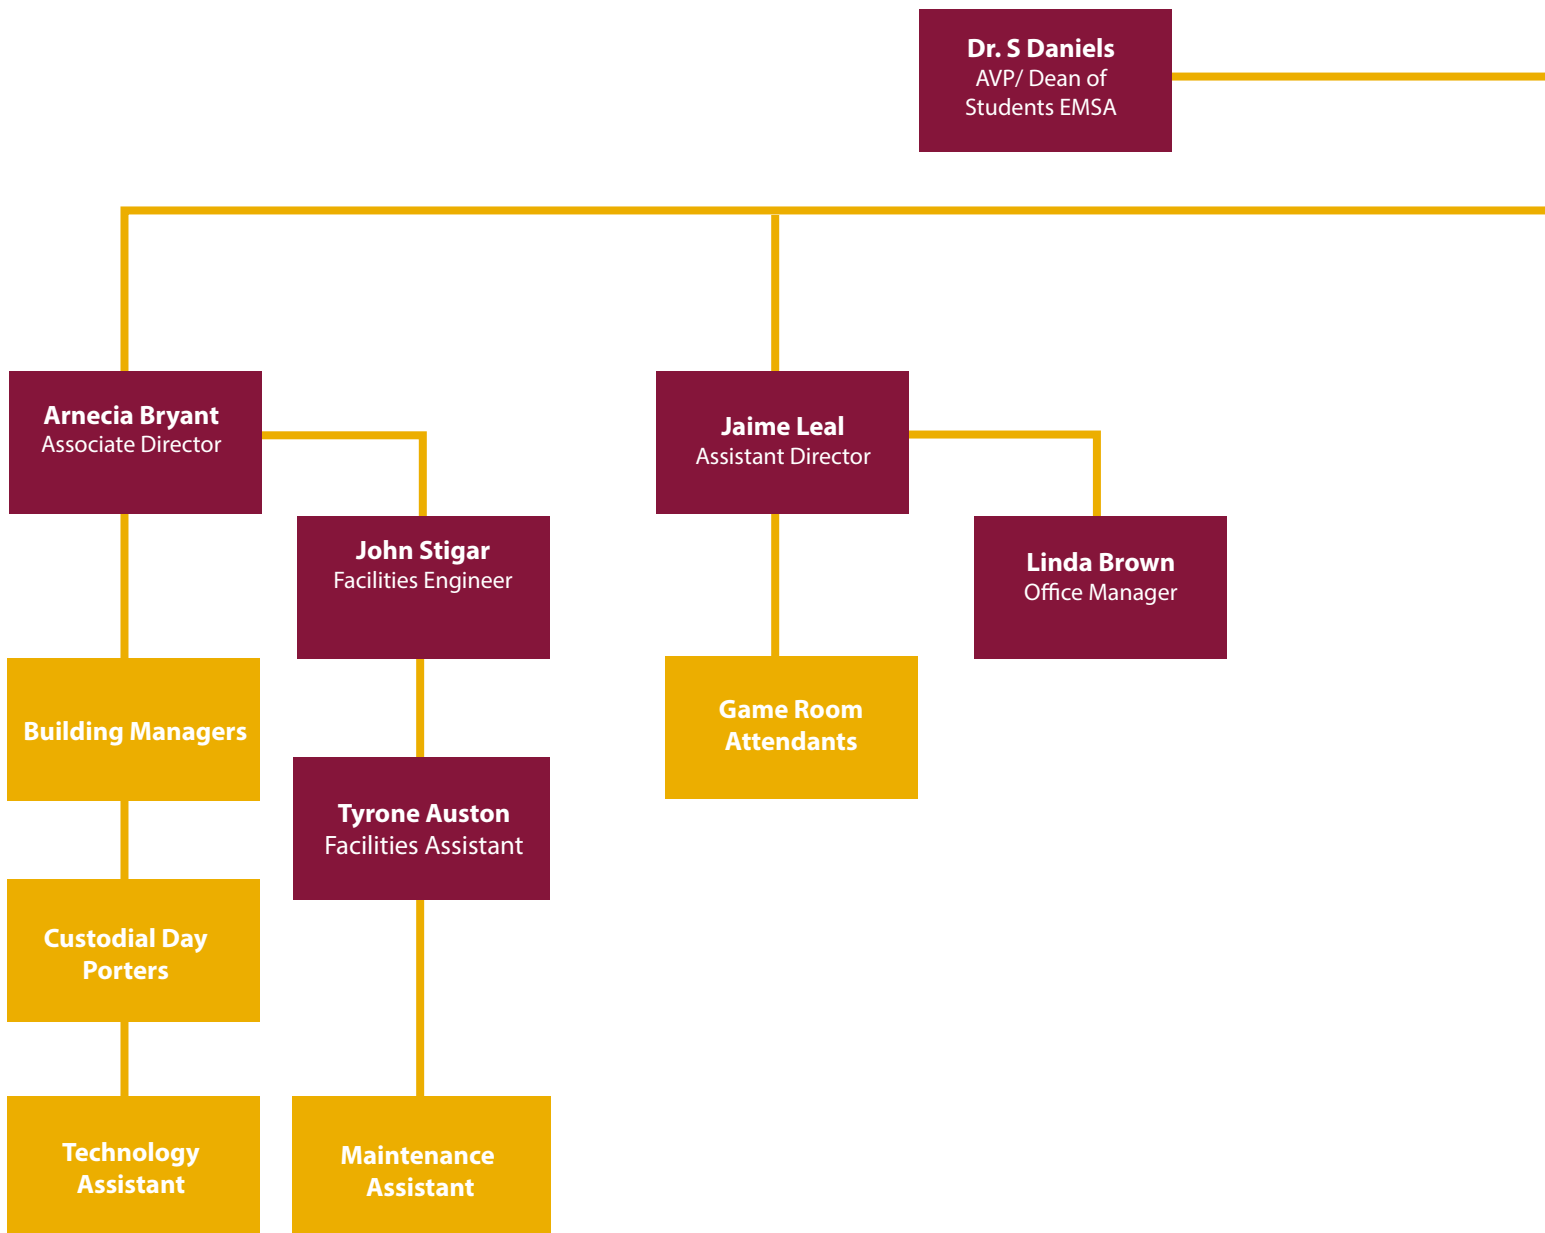 Dr. S Daniels
AVP/ Dean of
Students EMSA
Arnecia Bryant
Associate Director
Jaime Leal
Assistant Director
John Stigar
Facilities Engineer
Linda Brown
Office Manager
Building Managers
Game Room
Attendants
Tyrone Auston
Facilities Assistant
Custodial Day
Porters
Technology
Assistant
Maintenance
Assistant